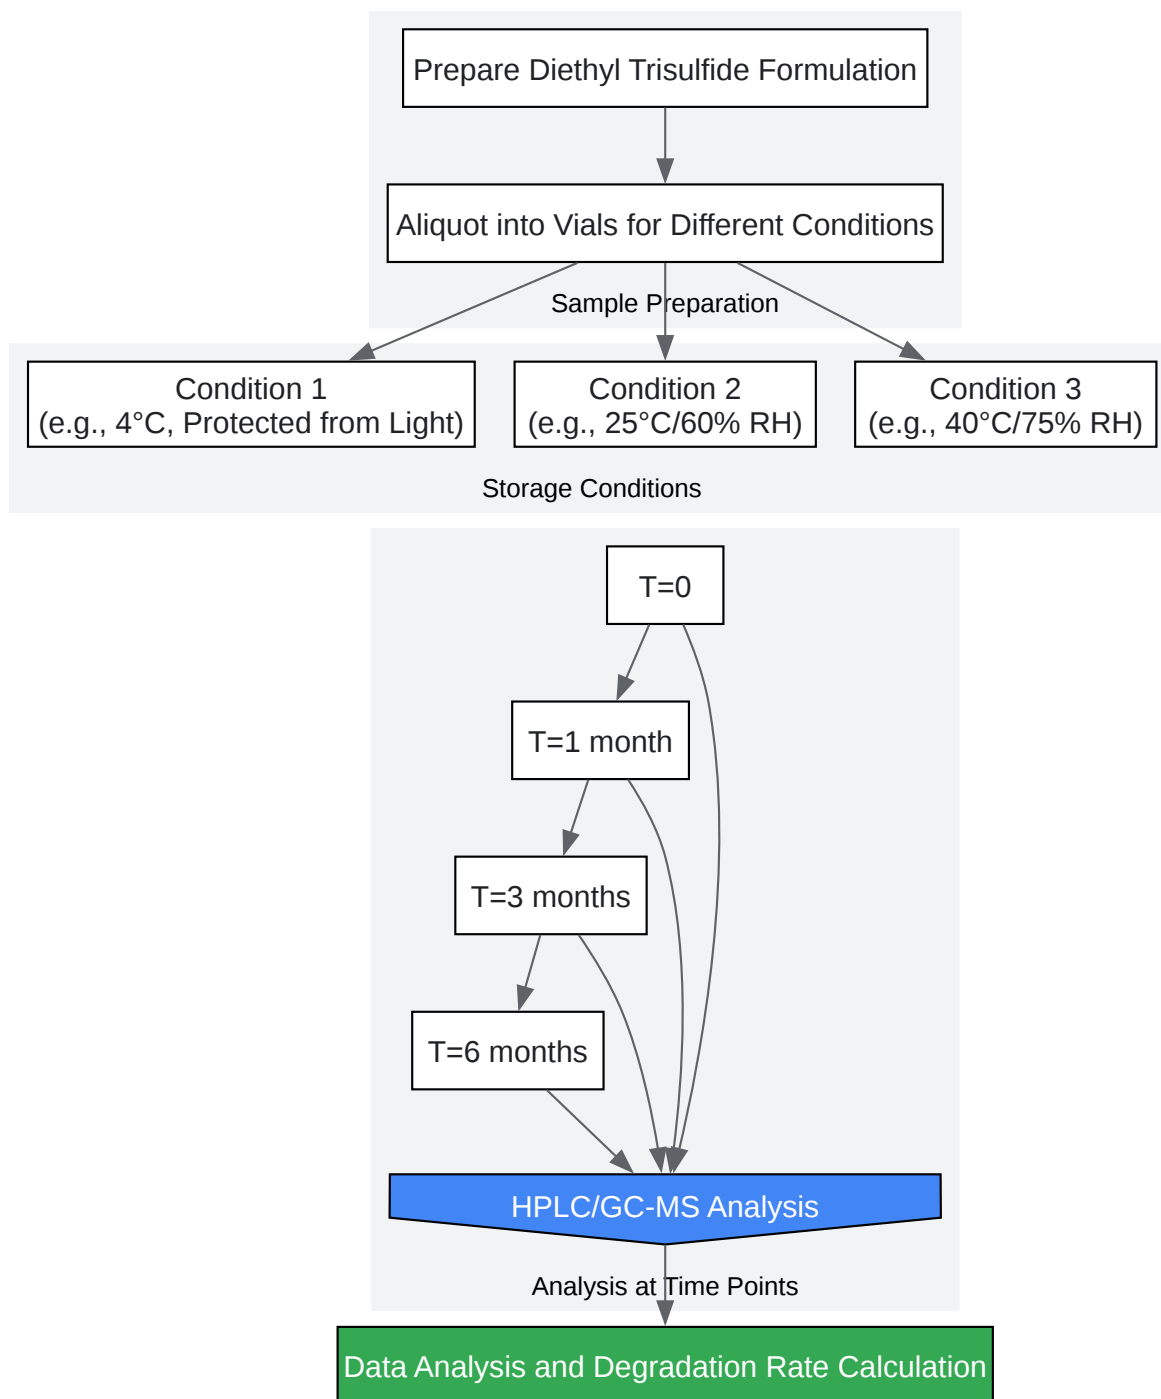 Prepare Diethyl Trisulfide Formulation
Aliquot into Vials for Different Conditions
Sample Preparation
Condition 1
(e.g., 4°C, Protected from Light)
Condition 2
(e.g., 25°C/60% RH)
Condition 3
(e.g., 40°C/75% RH)
Storage Conditions
T=0
T=1 month
T=3 months
T=6 months
HPLC/GC-MS Analysis
Analysis at Time Points
Data Analysis and Degradation Rate Calculation